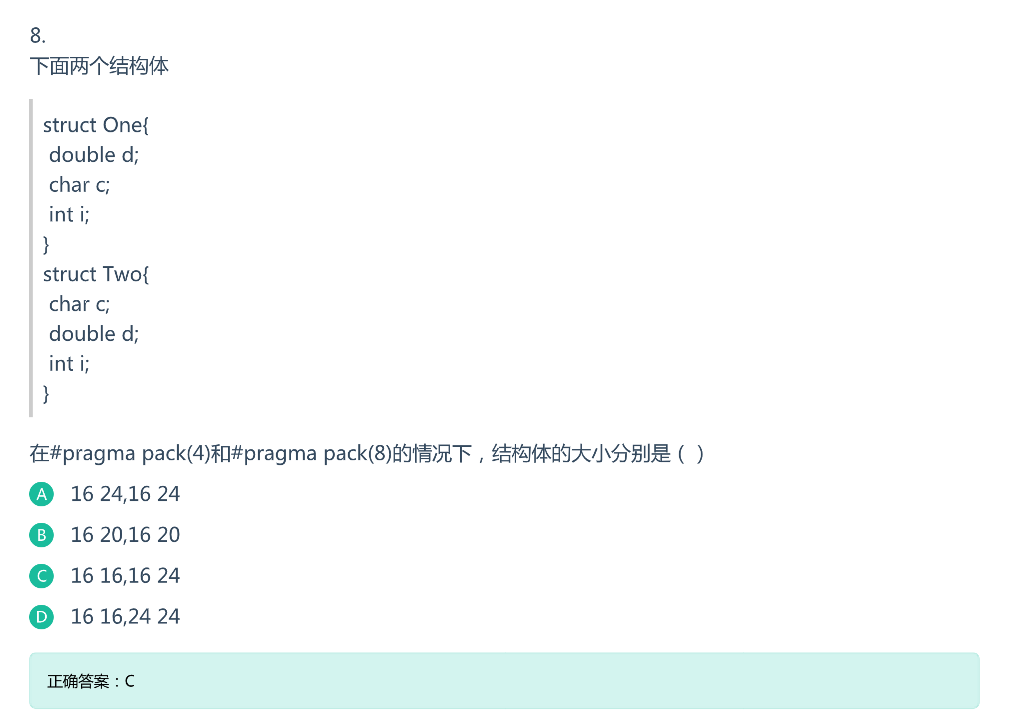 8.
下面两个结构体
struct One{
double d;
char c;
int i;
}
struct Two{
char c;
double d;
int i;
}
在#pragma pack(4)和#pragma pack(8)的情况下，结构体的大小分别是（ ）
A 16 24,16 24
B 16 20,16 20
C 16 16,16 24
D 16 16,24 24
正确答案：C